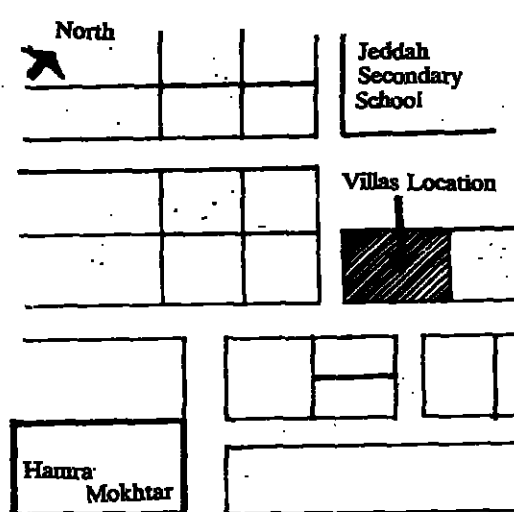 North
Jeddah
Secondary
School
Villas Location
Hamra
Mokhtar